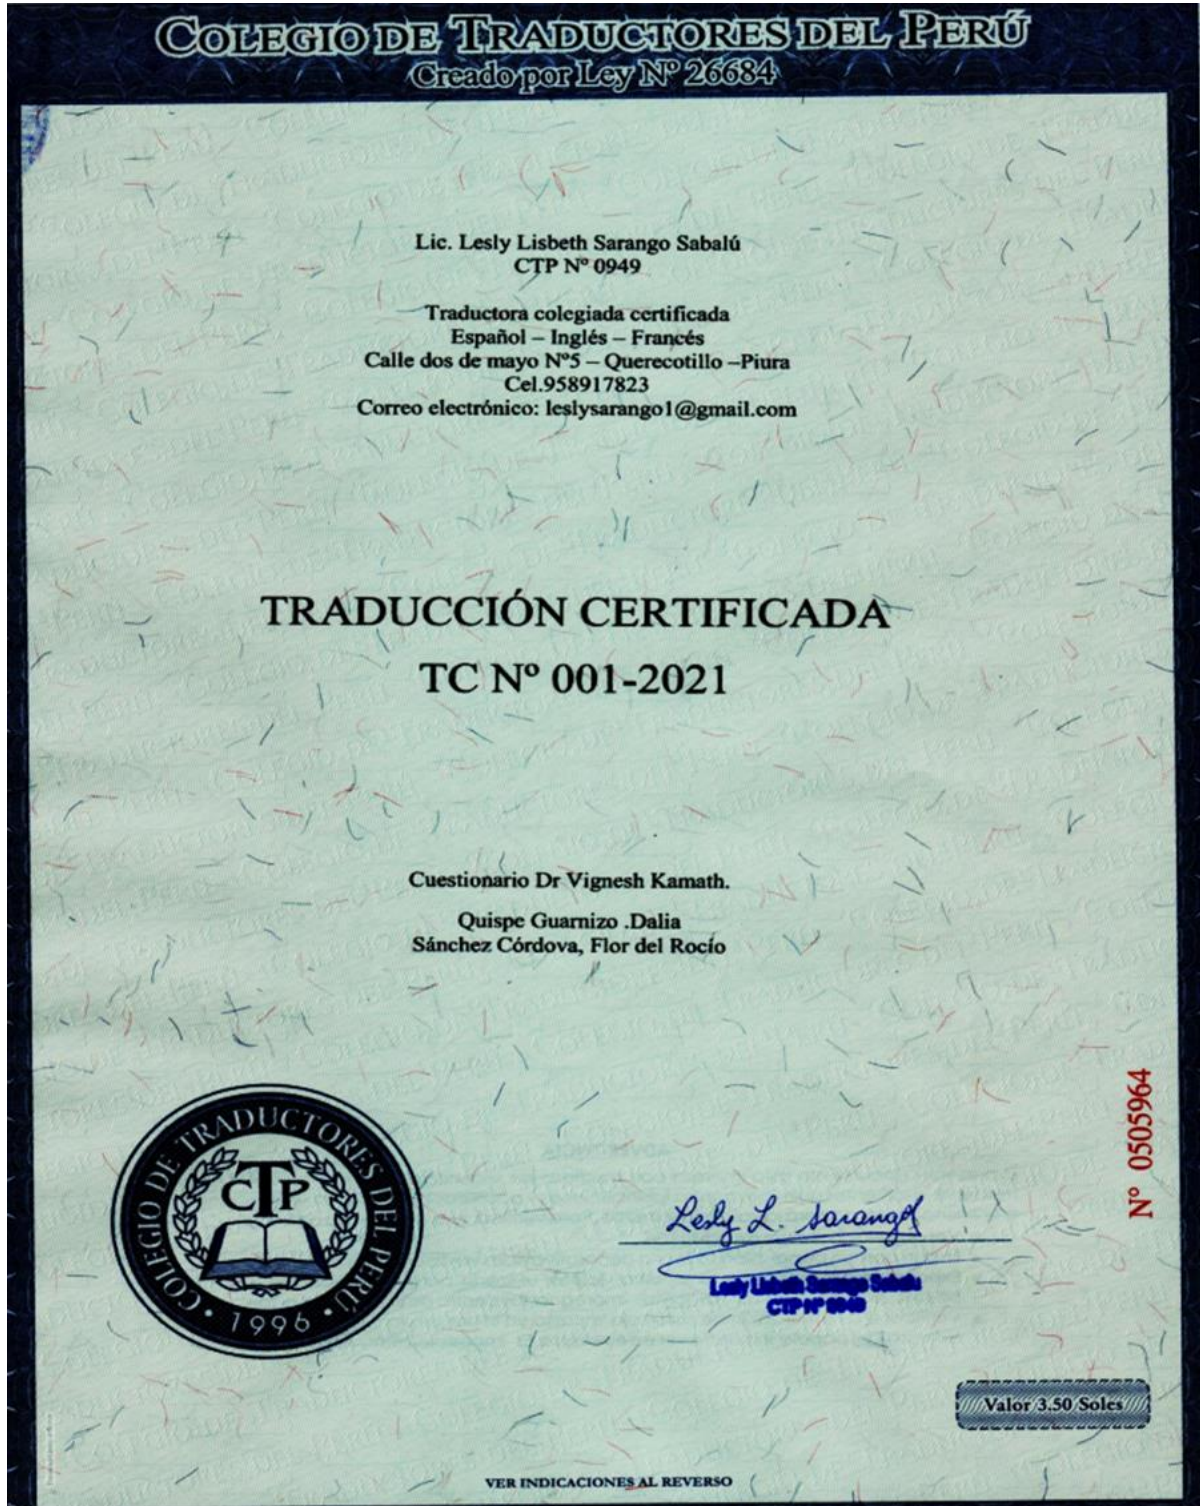 COLEGIO DE TRADUCTORES DEL PERÚ
Creado por Ley Nº 26684
Lic. Lesly Lisbeth Sarango Sabalú
CTP Nº 0949
Traductora colegiada certificada
Español – Inglés – Francés
Calle dos de mayo Nº5 – Querecotillo –Piura
Cel.958917823
Correo electrónico: leslysarango1@gmail.com
TRADUCCIÓN CERTIFICADA
TC Nº 001-2021
Cuestionario Dr Vignesh Kamath.
Quispe Guarnizo .Dalia
Sánchez Córdova, Flor del Rocío
Nº 0505964
COLEGIO DE TRADUCTORES DEL PERÚ
CTP
• 1996 •
Lesly L. Sarango
Lesly Lisbeth Sarango Sabalu
CTP Nº 0949
Valor 3.50 Soles
VER INDICACIONES AL REVERSO